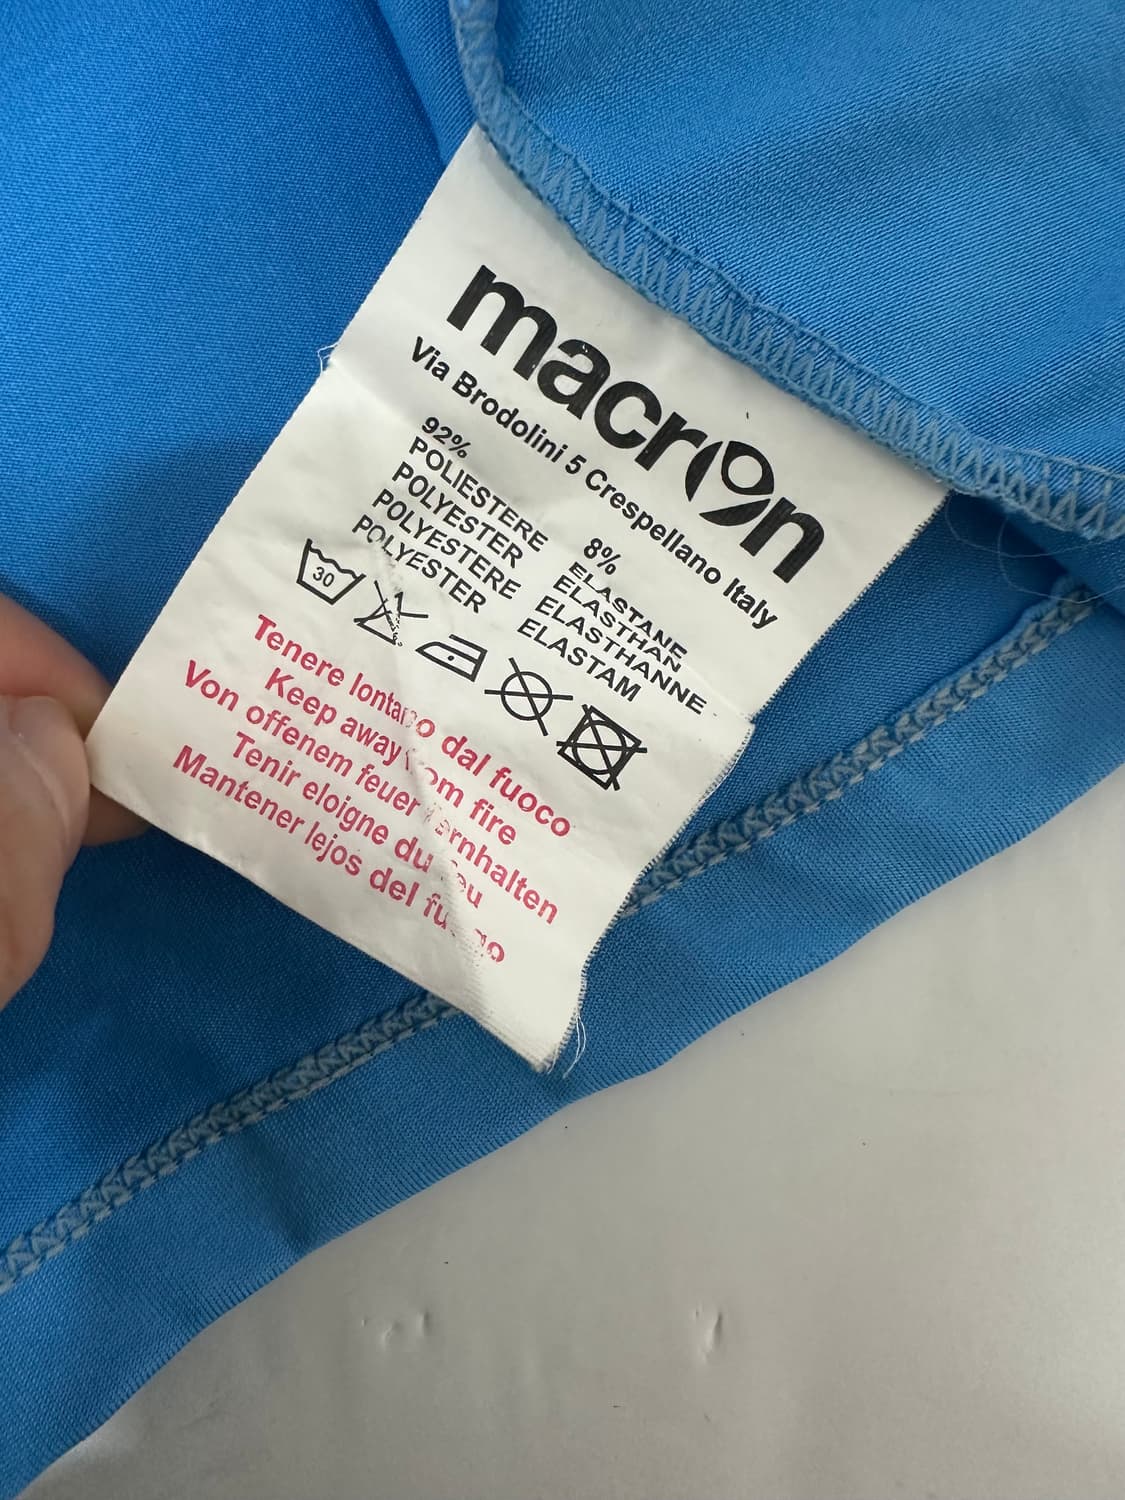 macron
Via Brodolini 5 Crespellano Italy
92%
POLIESTERE
POLYESTER
POLYESTERE
POLYESTER
8%
ELASTANE
ELASTHAN
ELASTHANNE
ELASTAM
30
Tenere lontano dal fuoco
Keep away from fire
Von offenem feuer fernhalten
Tenir eloigne du feu
Mantener lejos del fuego